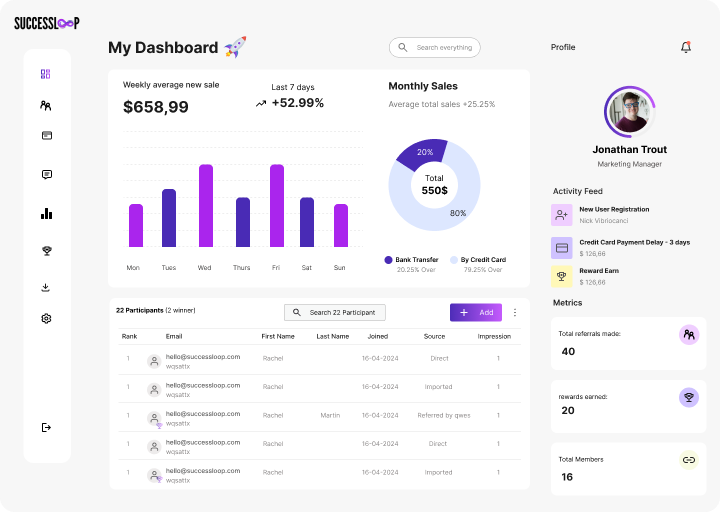 SUCCESSLOOP
My Dashboard
Search everything
Profile
Weekly average new sale
$658,99
Last 7 days
+52.99%
Mon Tues Wed Thurs Fri Sat Sun
Monthly Sales
Average total sales +25.25%
20%
Total
550$
80%
Bank Transfer
20.25% Over
By Credit Card
79.25% Over
Jonathan Trout
Marketing Manager
Activity Feed
New User Registration
Nick Vibriocanci
Credit Card Payment Delay - 3 days
$ 126,66
Reward Earn
$ 126,66
Metrics
Total referrals made:
40
rewards earned:
20
Total Members
16
22 Participants (2 winner)
Search 22 Participant
+ Add
Rank Email First Name Last Name Joined Source Impression
1 hello@successloop.com Rachel 16-04-2024 Direct 1
wqsattx
1 hello@successloop.com Rachel 16-04-2024 Imported 1
wqsattx
1 hello@successloop.com Rachel Martin 16-04-2024 Referred by qwes 1
wqsattx
1 hello@successloop.com Rachel 16-04-2024 Direct 1
wqsattx
1 hello@successloop.com Rachel 16-04-2024 Imported 1
wqsattx